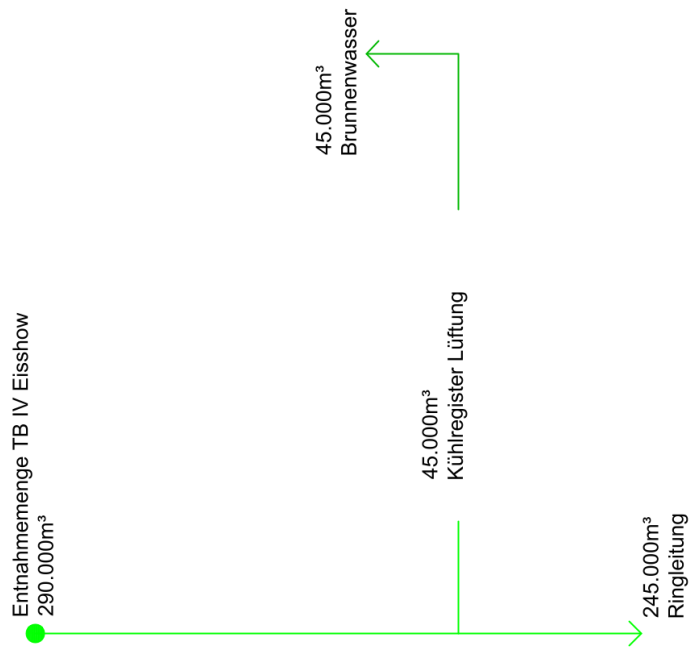 Entnahmemenge TB IV Eisshow
290.000m³
45.000m³
Brunnenwasser
45.000m³
Kühlregister Lüftung
245.000m³
Ringleitung